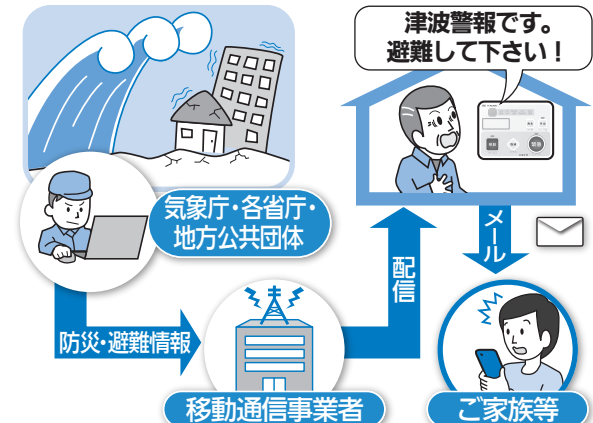 津波警報です。
避難して下さい！
緊急
気象庁・各省庁・
地方公共団体
メール
配信
防災・避難情報
移動通信事業者
ご家族等